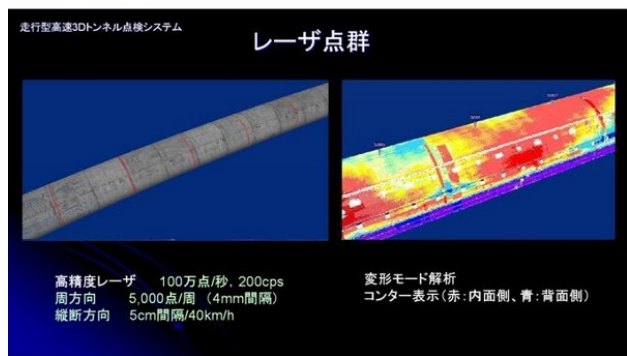 走行型高速3Dトンネル点検システム
レーザ点群
高精度レーザ 100万点/秒, 200cps
周方向 5,000点/周 (4mm間隔)
縦断方向 5cm間隔/40km/h
変形モード解析
コンター表示(赤:内面側、青:背面側)